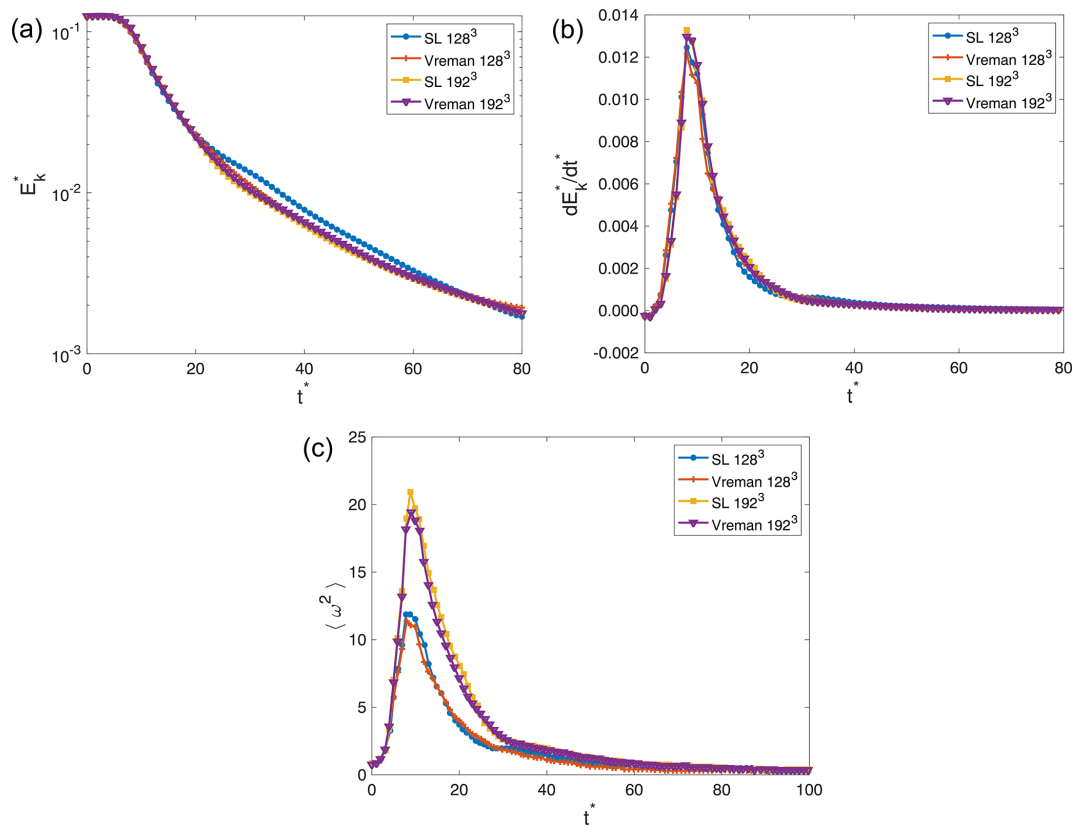 (a)
10^-1
10^-2
10^-3
E_k^*
0 20 40 60 80
t^*
SL 128^3
Vreman 128^3
SL 192^3
Vreman 192^3
(b)
0.014
0.012
0.010
0.008
0.006
0.004
0.002
0.000
-0.002
dE_k^*/dt^*
0 20 40 60 80
t^*
SL 128^3
Vreman 128^3
SL 192^3
Vreman 192^3
(c)
25
20
15
10
5
0
⟨ω^2⟩
0 20 40 60 80 100
t^*
SL 128^3
Vreman 128^3
SL 192^3
Vreman 192^3